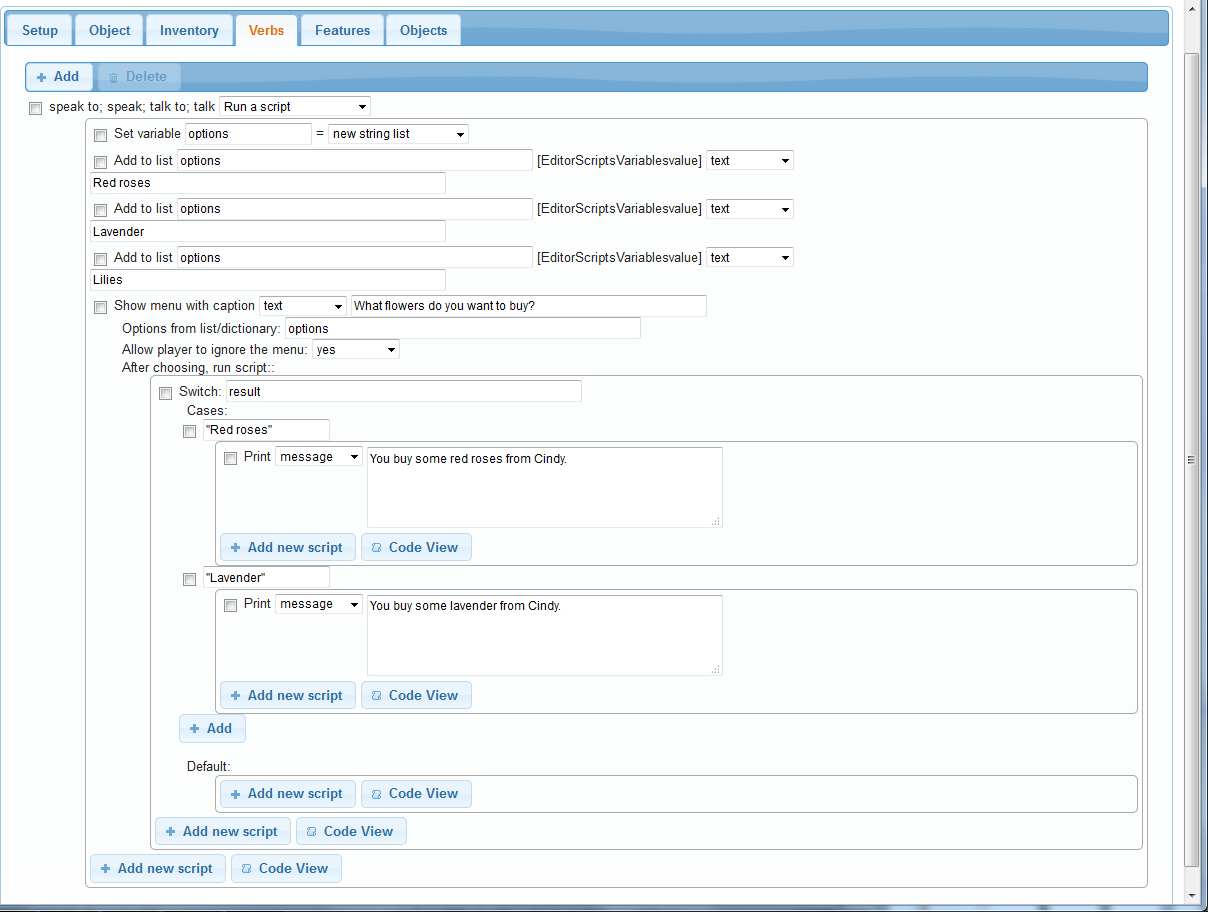 Setup Object Inventory Verbs Features Objects
Add Delete
speak to; speak; talk to; talk Run a script
Set variable options = new string list
Add to list options [EditorScriptsVariablesvalue] text
Red roses
Add to list options [EditorScriptsVariablesvalue] text
Lavender
Add to list options [EditorScriptsVariablesvalue] text
Lilies
Show menu with caption text What flowers do you want to buy?
Options from list/dictionary: options
Allow player to ignore the menu: yes
After choosing, run script::
Switch: result
Cases:
"Red roses"
Print message You buy some red roses from Cindy.
Add new script Code View
"Lavender"
Print message You buy some lavender from Cindy.
Add new script Code View
Add
Default:
Add new script Code View
Add new script Code View
Add new script Code View